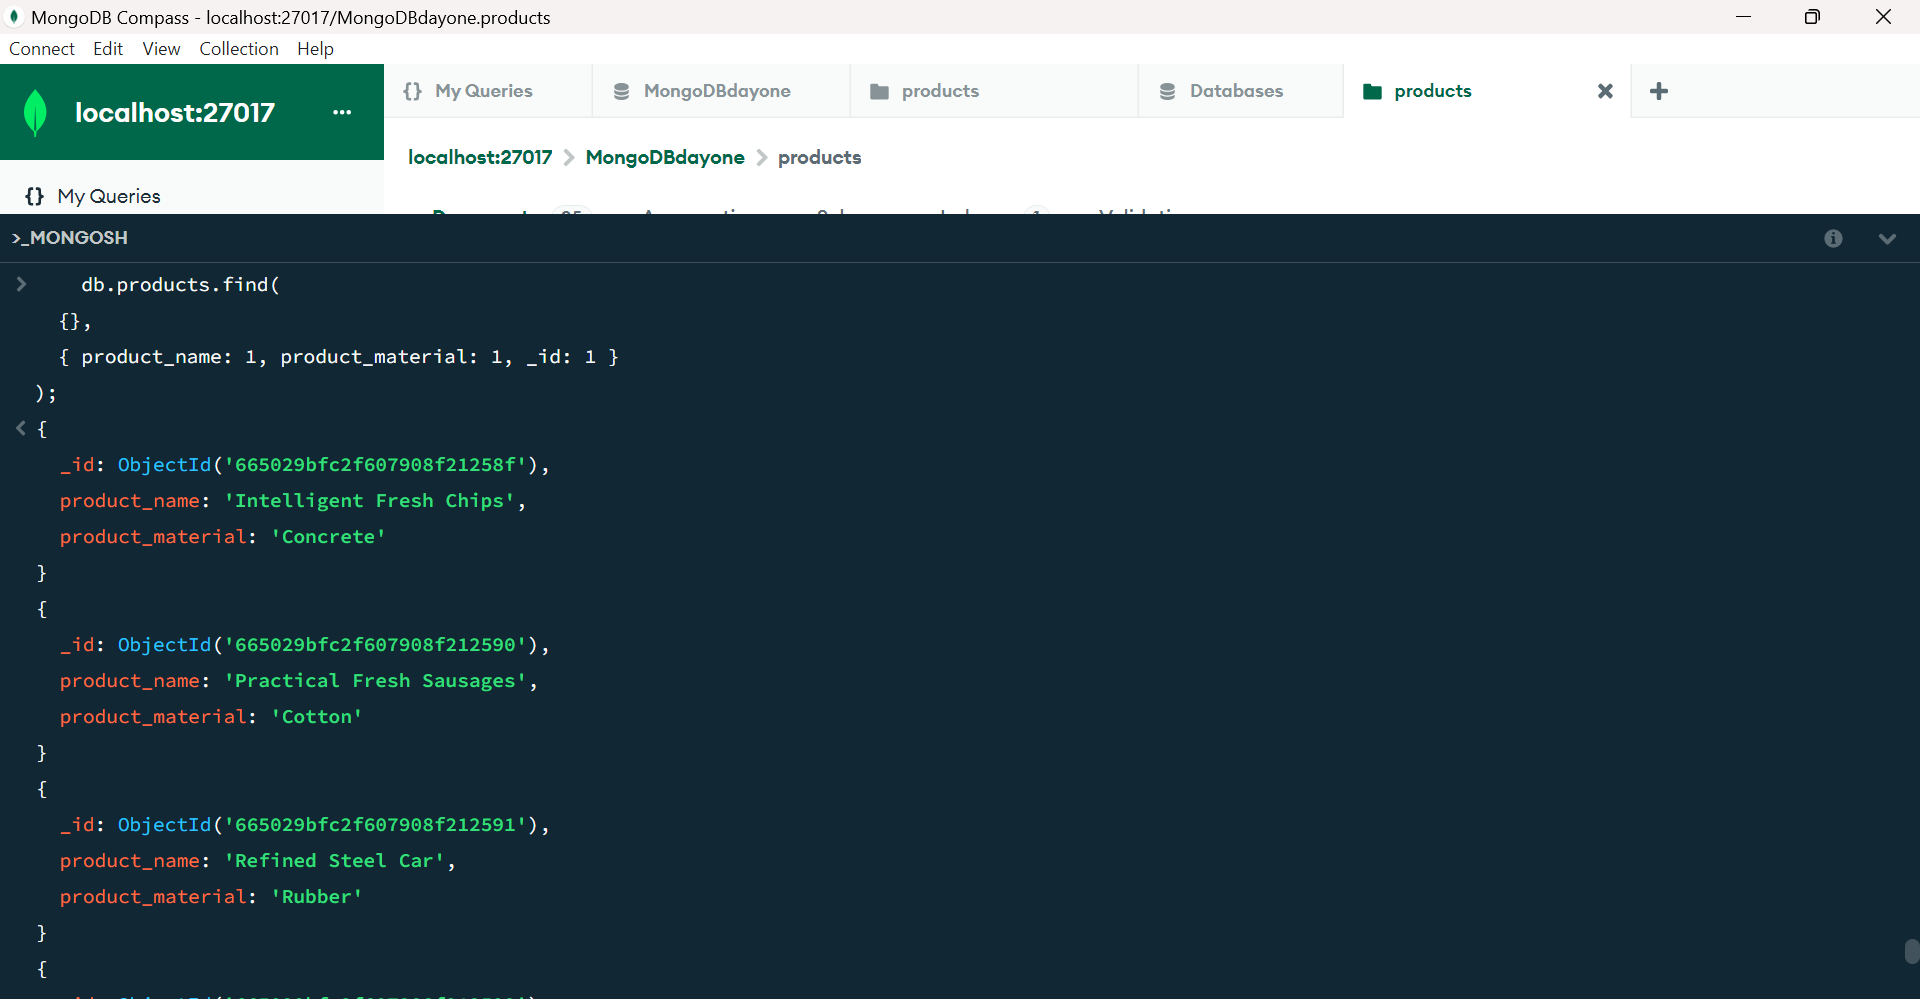 MongoDB Compass - localhost:27017/MongoDBdayone.products
Connect Edit View Collection Help
localhost:27017 ...
{} My Queries MongoDBdayone products Databases products
localhost:27017 > MongoDBdayone > products
{} My Queries
>_MONGOSH
> db.products.find(
{},
{ product_name: 1, product_material: 1, _id: 1 }
);
< {
_id: ObjectId('665029bfc2f607908f21258f'),
product_name: 'Intelligent Fresh Chips',
product_material: 'Concrete'
}
{
_id: ObjectId('665029bfc2f607908f212590'),
product_name: 'Practical Fresh Sausages',
product_material: 'Cotton'
}
{
_id: ObjectId('665029bfc2f607908f212591'),
product_name: 'Refined Steel Car',
product_material: 'Rubber'
}
{